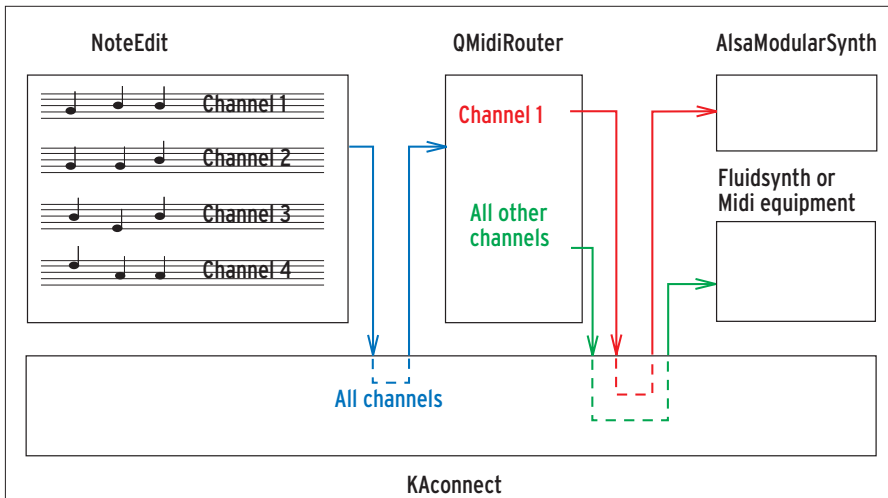 NoteEdit
QMidiRouter
AlsaModularSynth
Channel 1
Channel 2
Channel 3
Channel 4
Channel 1
All other
channels
Fluidsynth or
Midi equipment
All channels
KAconnect